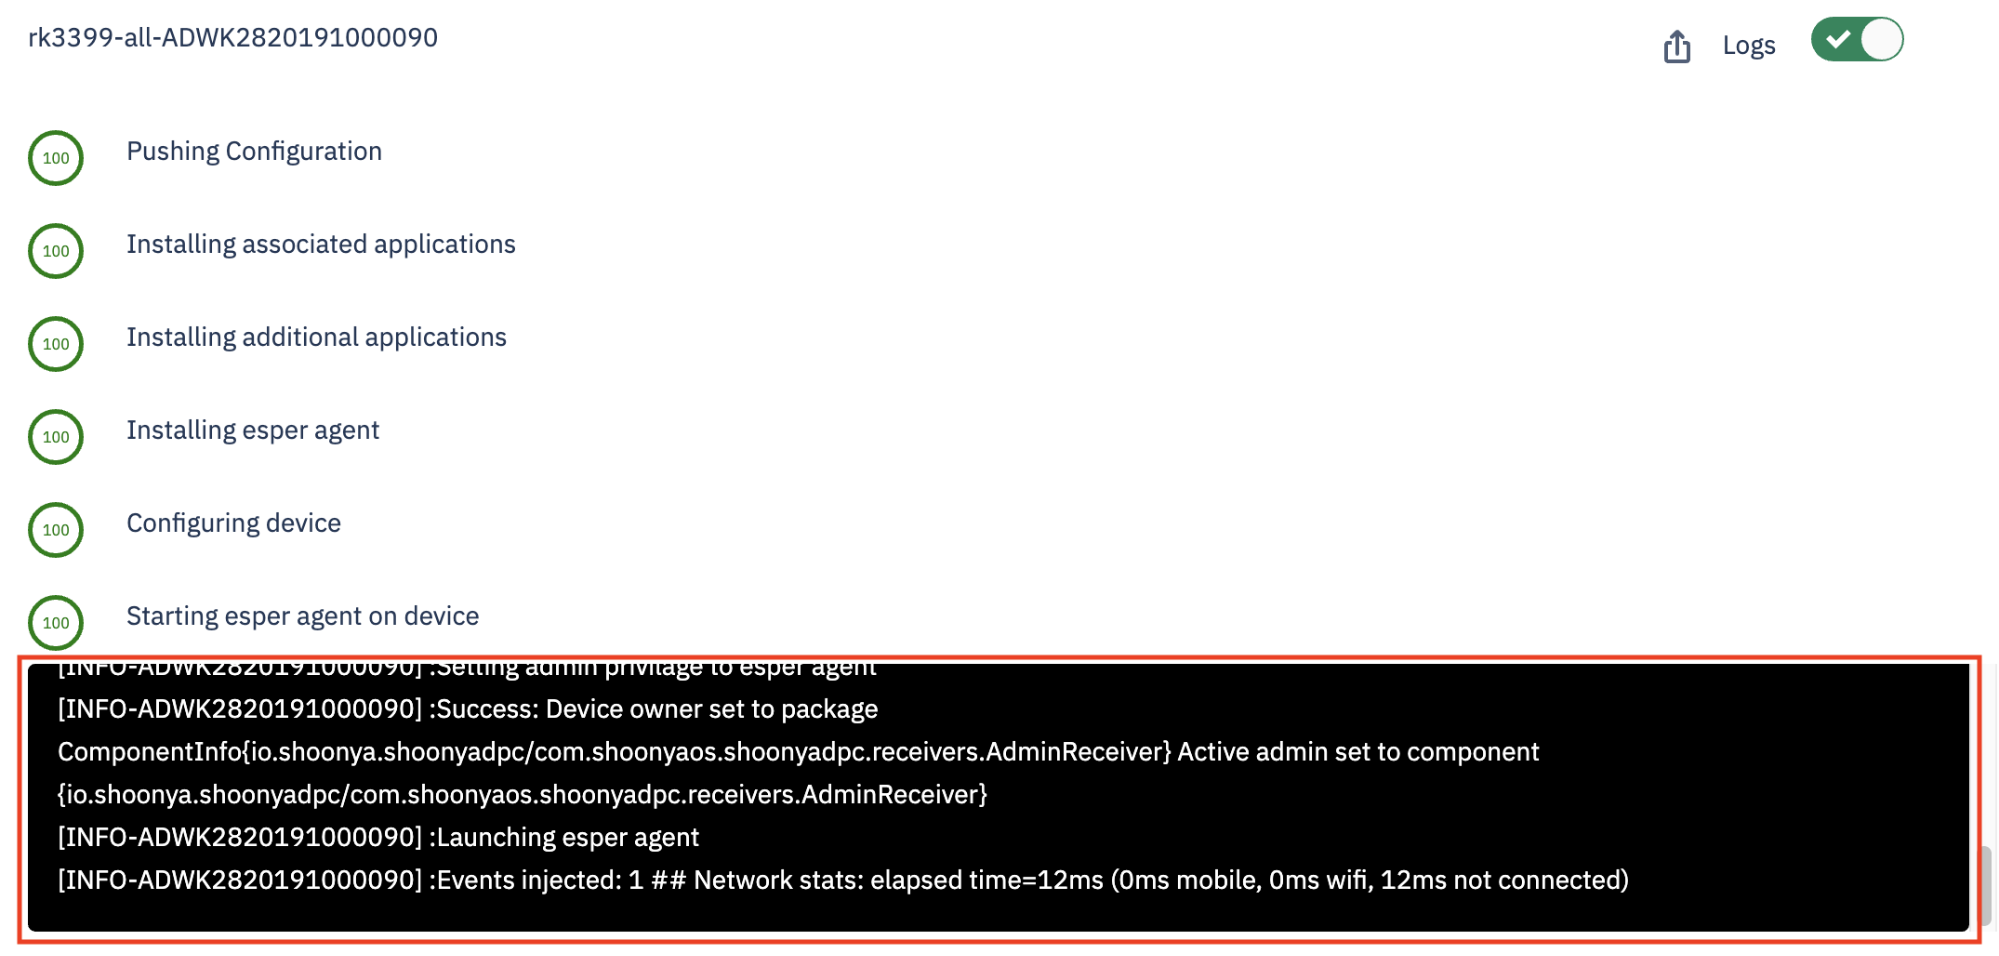 rk3399-all-ADWK2820191000090
Logs
100 Pushing Configuration
100 Installing associated applications
100 Installing additional applications
100 Installing esper agent
100 Configuring device
100 Starting esper agent on device
[INFO-ADWK2820191000090] :Setting admin privilage to esper agent
[INFO-ADWK2820191000090] :Success: Device owner set to package
ComponentInfo{io.shoonya.shoonyadpc/com.shoonyaos.shoonyadpc.receivers.AdminReceiver} Active admin set to component
{io.shoonya.shoonyadpc/com.shoonyaos.shoonyadpc.receivers.AdminReceiver}
[INFO-ADWK2820191000090] :Launching esper agent
[INFO-ADWK2820191000090] :Events injected: 1 ## Network stats: elapsed time=12ms (0ms mobile, 0ms wifi, 12ms not connected)